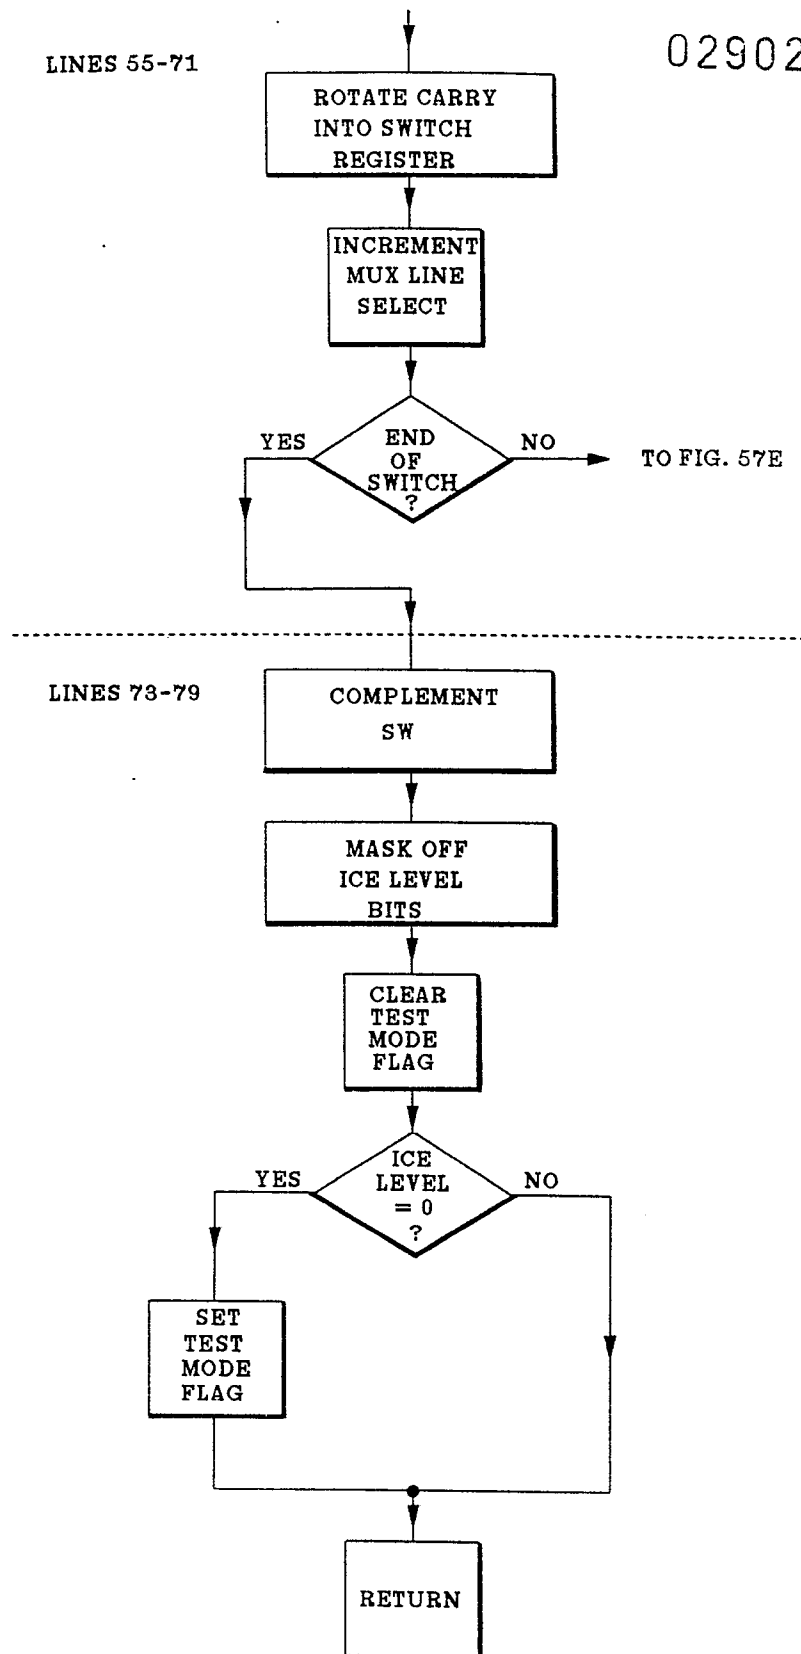 02902
LINES 55-71
ROTATE CARRY
INTO SWITCH
REGISTER
INCREMENT
MUX LINE
SELECT
END
OF
SWITCH
?
YES
NO
TO FIG. 57E
LINES 73-79
COMPLEMENT
SW
MASK OFF
ICE LEVEL
BITS
CLEAR
TEST
MODE
FLAG
ICE
LEVEL
= 0
?
YES
NO
SET
TEST
MODE
FLAG
RETURN